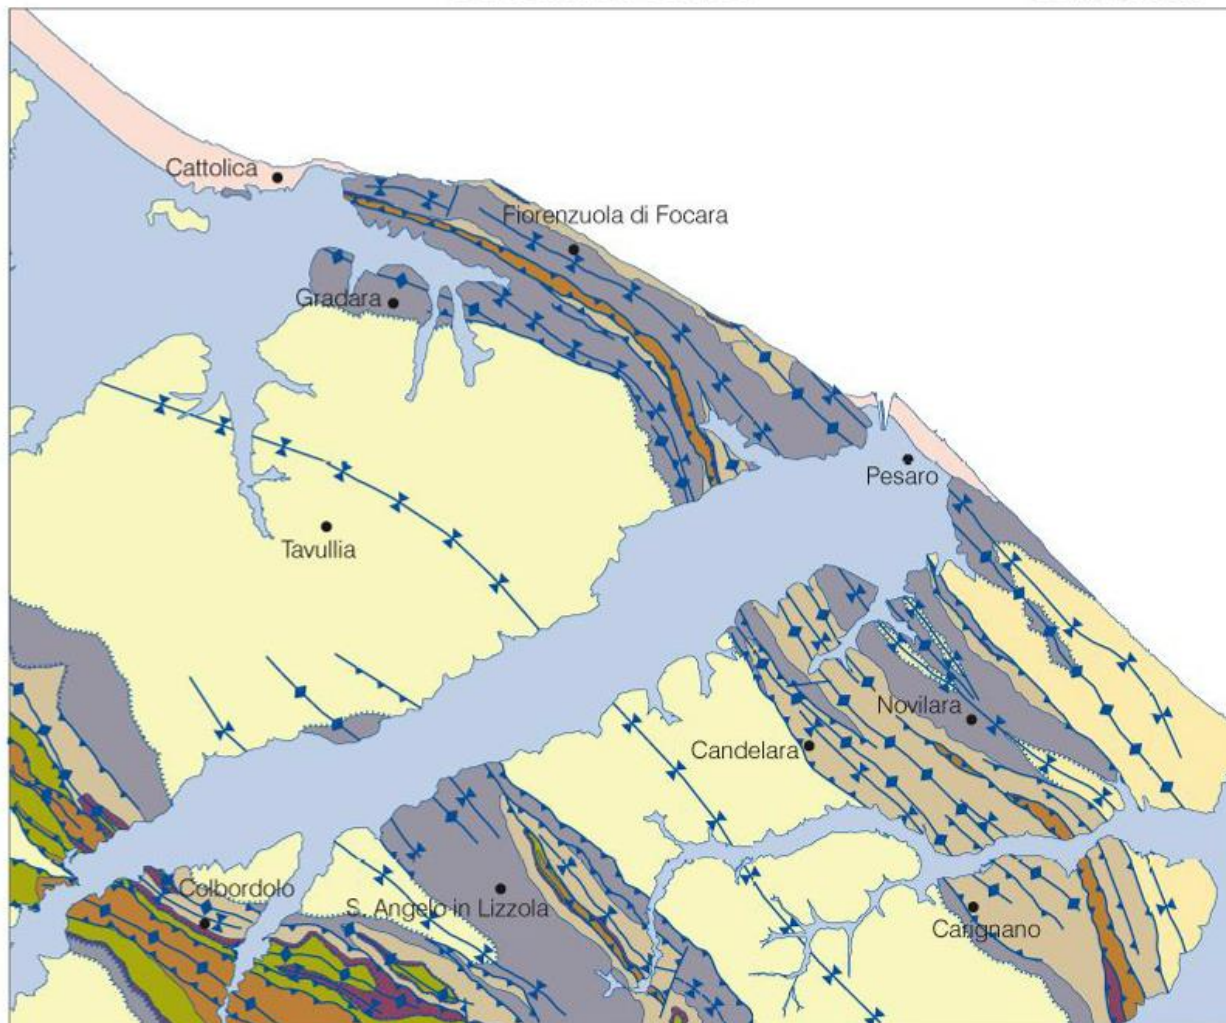 Cattolica
Fiorenzuola di Focara
Gradara
Pesaro
Tavullia
Novilara
Candelara
Colbordolo
S. Angelo in Lizzola
Carignano